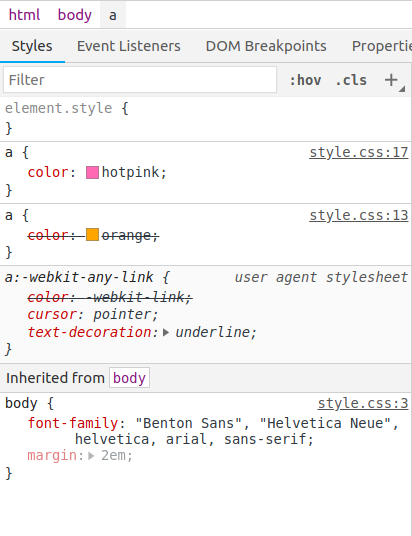 html body a
Styles Event Listeners DOM Breakpoints Propertie
Filter :hov .cls +
element.style {
}
a { style.css:17
color: hotpink;
}
a { style.css:13
color: orange;
}
a:-webkit-any-link { user agent stylesheet
color: -webkit-link;
cursor: pointer;
text-decoration: underline;
}
Inherited from body
body { style.css:3
font-family: "Benton Sans", "Helvetica Neue",
helvetica, arial, sans-serif;
margin: 2em;
}